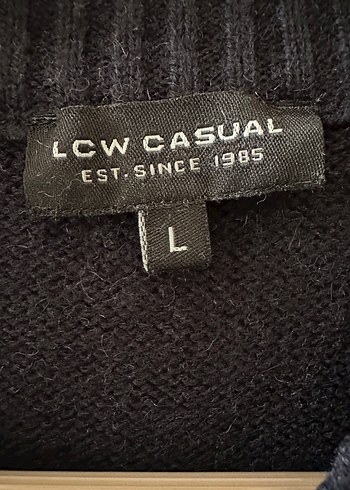 LCW CASUAL
EST. SINCE 1985
L